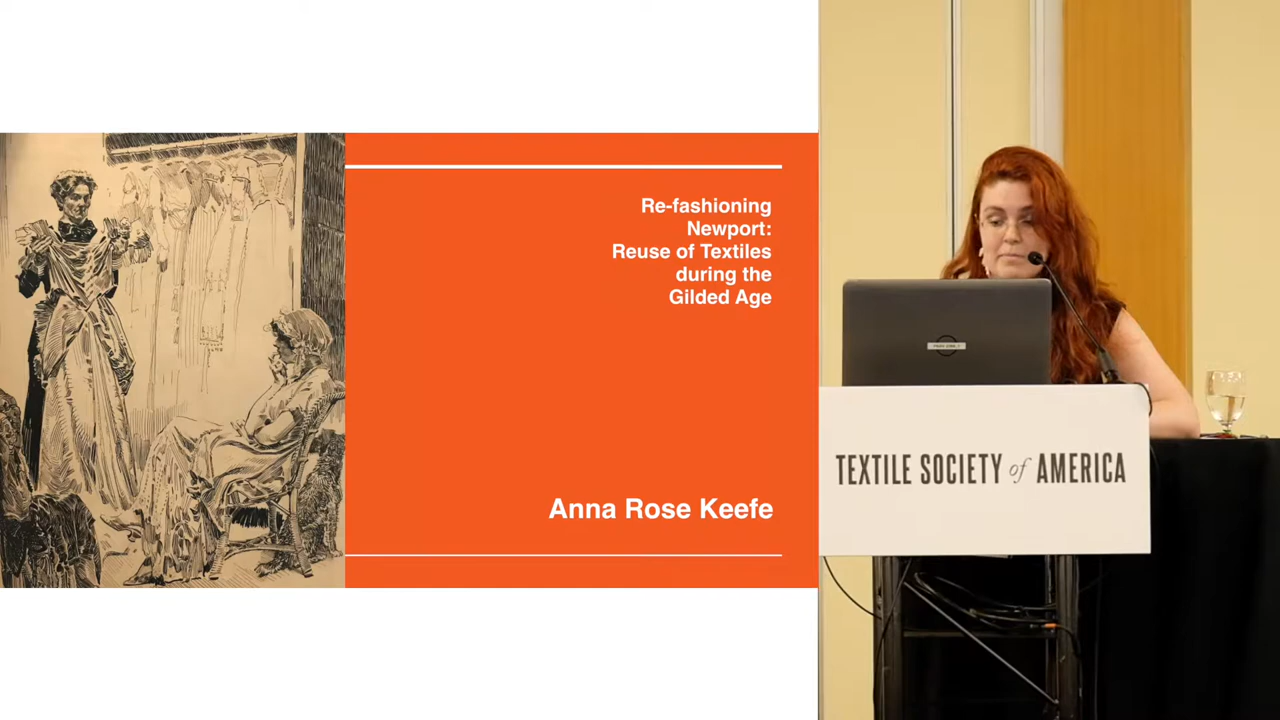 Re-fashioning
Newport:
Reuse of Textiles
during the
Gilded Age
Anna Rose Keefe
TEXTILE SOCIETY of AMERICA